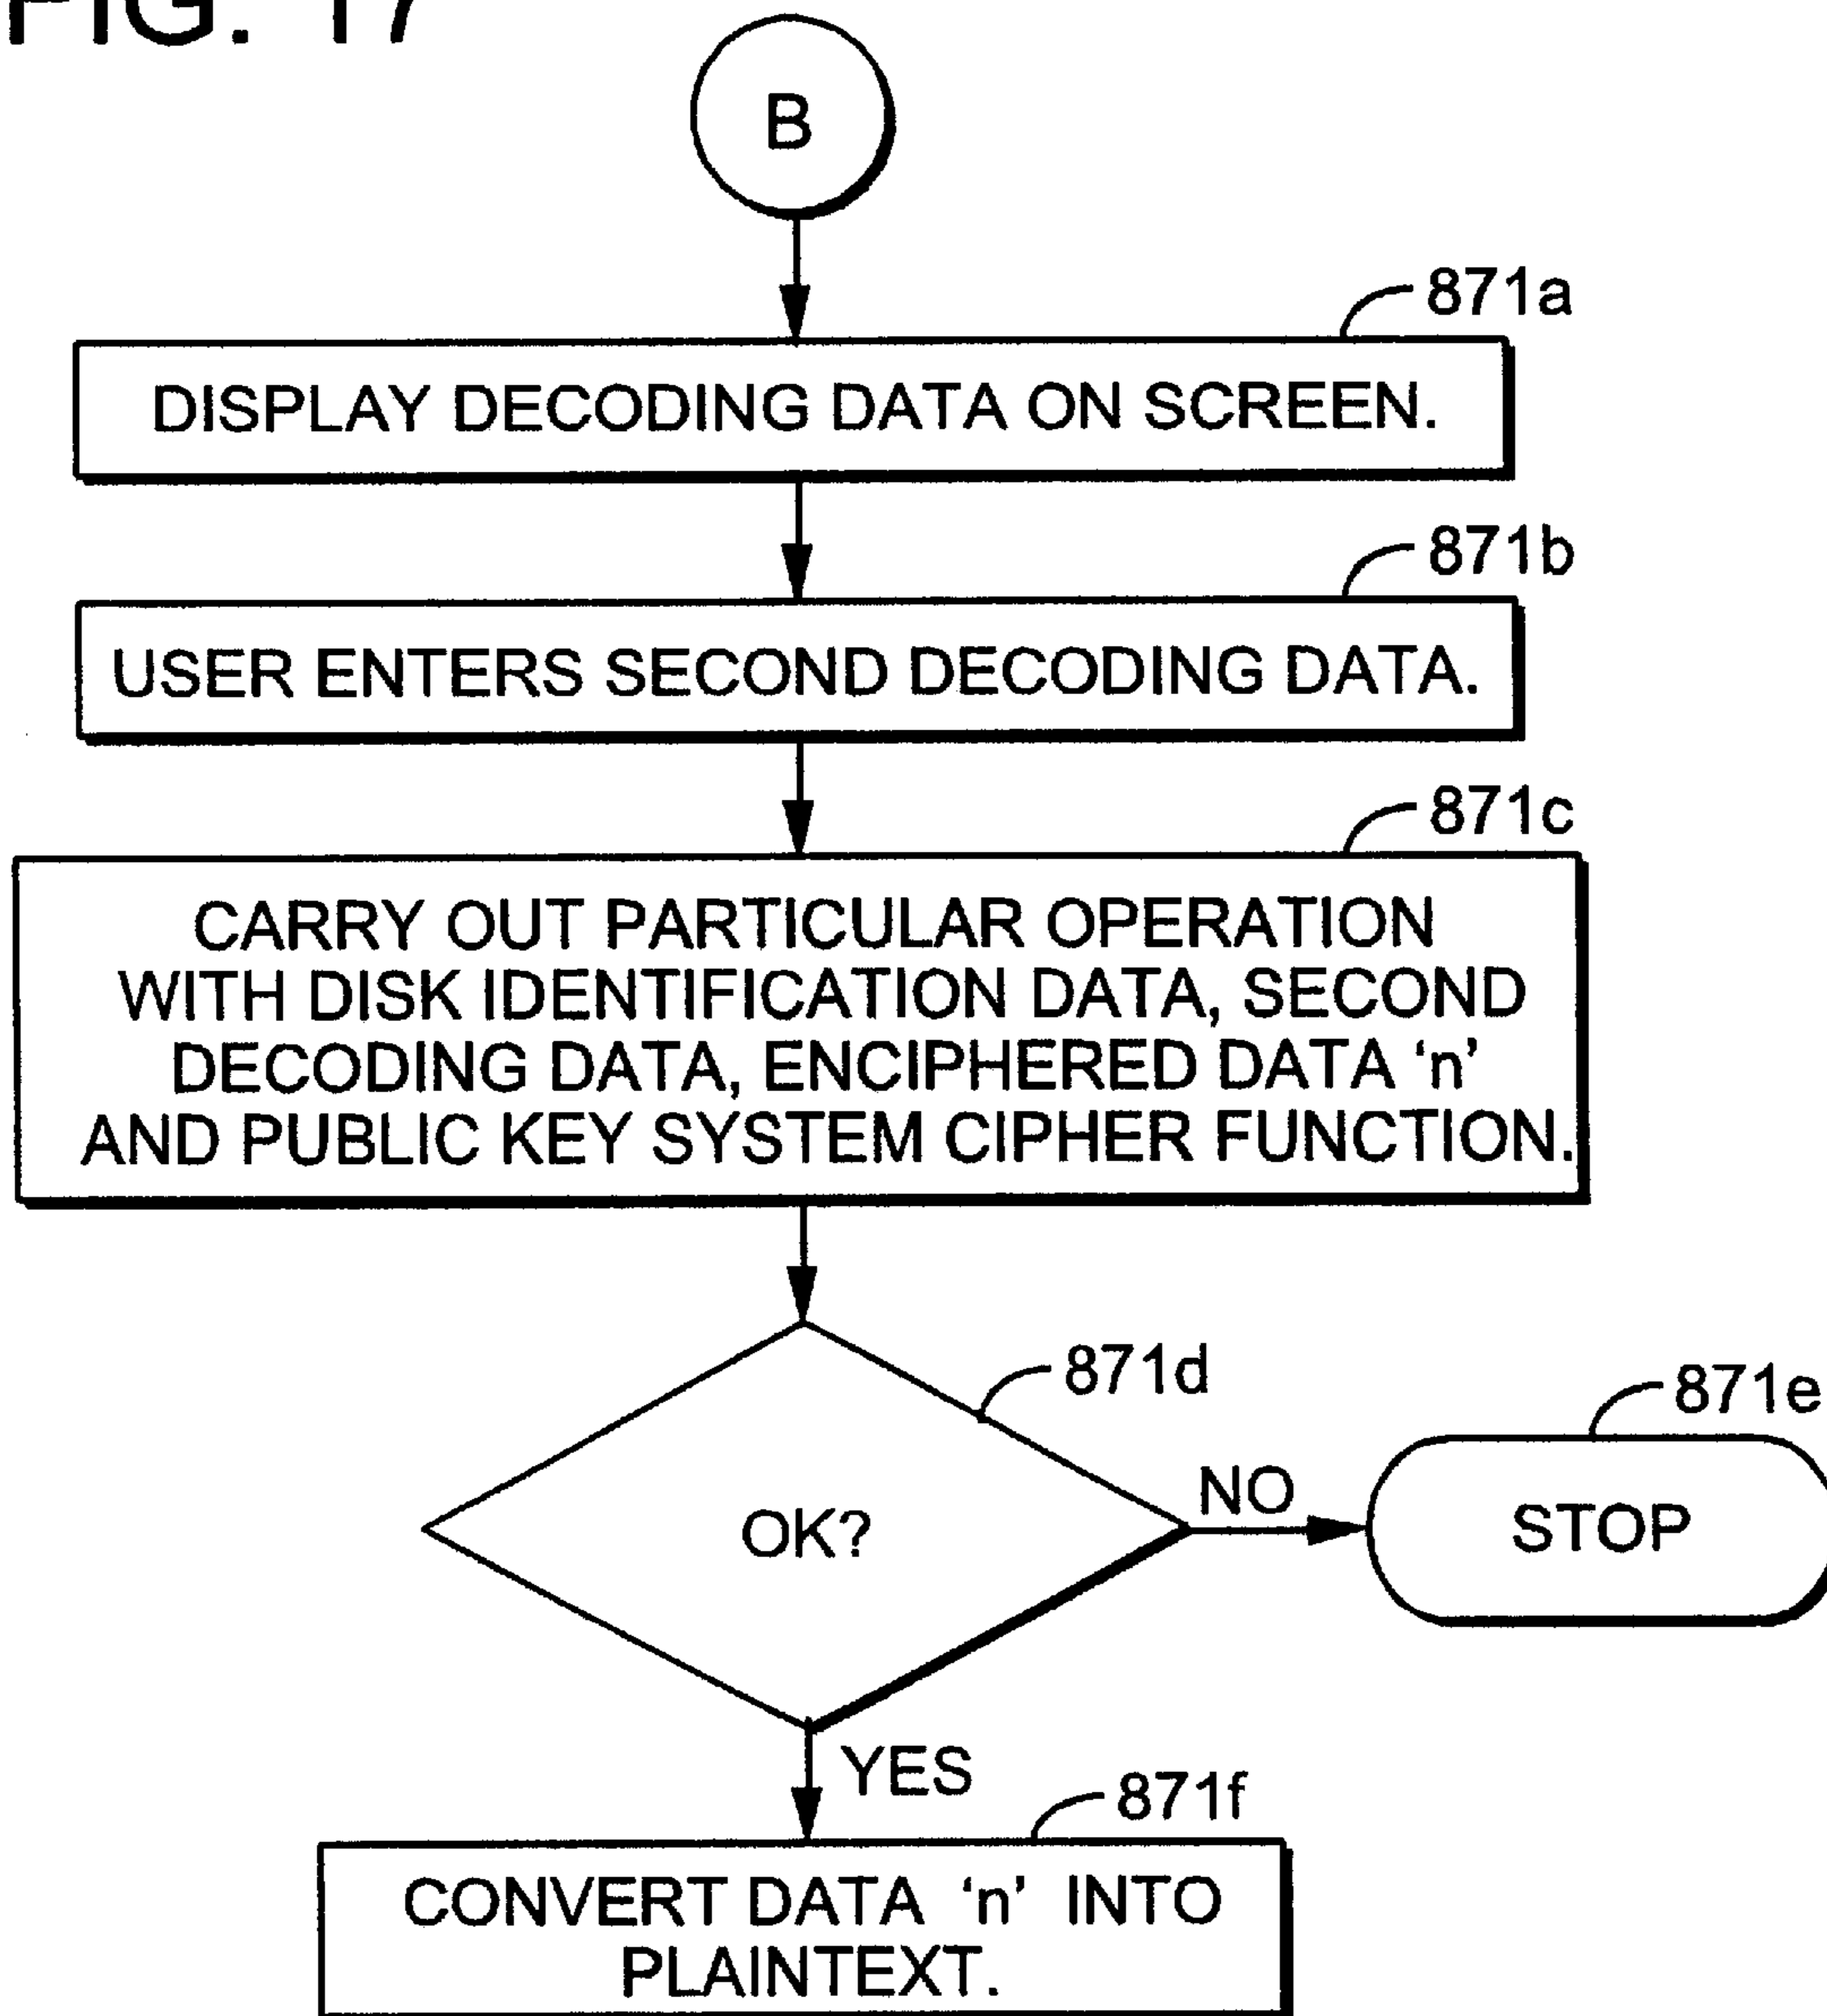 FIG. 17
B
871a
DISPLAY DECODING DATA ON SCREEN.
871b
USER ENTERS SECOND DECODING DATA.
871c
CARRY OUT PARTICULAR OPERATION
WITH DISK IDENTIFICATION DATA, SECOND
DECODING DATA, ENCIPHERED DATA ‘n’
AND PUBLIC KEY SYSTEM CIPHER FUNCTION.
871d
OK?
NO
871e
STOP
YES
871f
CONVERT DATA ‘n’ INTO
PLAINTEXT.